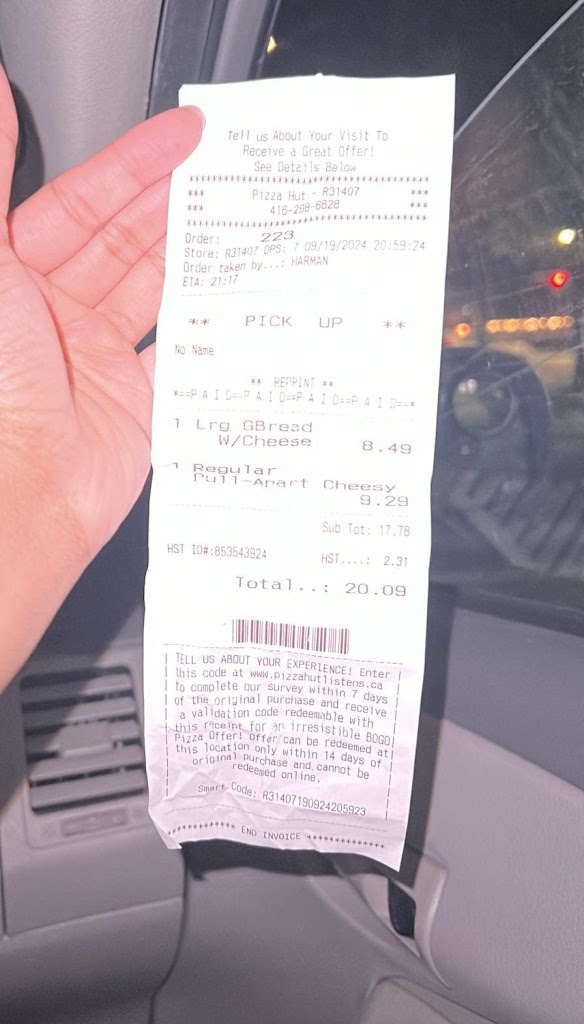 Tell us About Your Visit To
Receive a Great Offer!
See Details Below
************************************
*** Pizza Hut - R31407 ***
*** 416-298-6628 ***
************************************
Order: 223
Store: R31407 OPS: 7 09/19/2024 20:59:24
Order taken by...: HARMAN
ETA: 21:17
** PICK UP **
No Name
** REPRINT **
*==P A I D==P A I D==P A I D==P A I D==*
1 Lrg GBread
W/Cheese 8.49
1 Regular
Pull-Apart Cheesy
9.29
Sub Tot: 17.78
HST ID#:853543924 HST....: 2.31
Total..: 20.09
TELL US ABOUT YOUR EXPERIENCE! Enter
this code at www.pizzahutlistens.ca
to complete our survey within 7 days
of the original purchase and receive
a validation code redeemable with
this receipt for an irresistible BOGO
Pizza Offer! Offer can be redeemed at
this location only within 14 days of
original purchase and cannot be
redeemed online.
Smart Code: R31407190924205923
************ END INVOICE **************